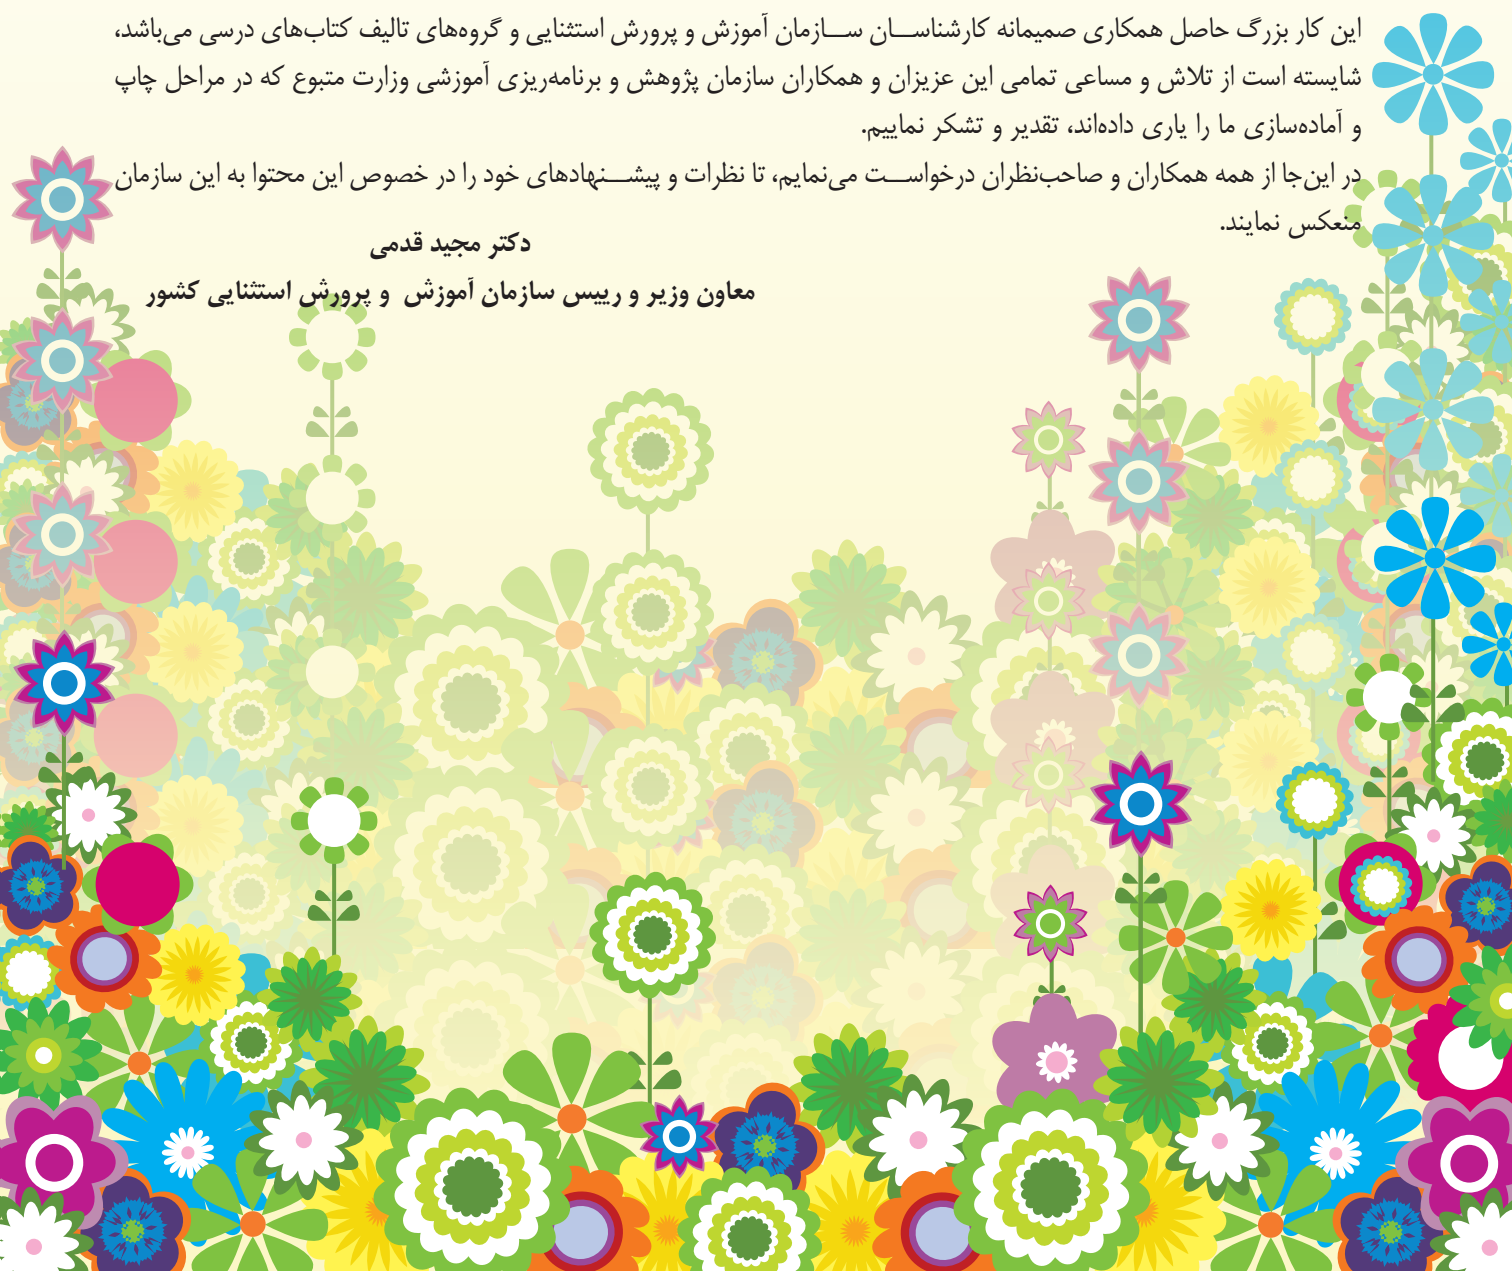 این کار بزرگ حاصل همکاری صمیمانه کارشناسان سازمان آموزش و پرورش استثنایی و گروه‌های تالیف کتاب‌های درسی می‌باشد،
شایسته است از تلاش و مساعی تمامی این عزیزان و همکاران سازمان پژوهش و برنامه‌ریزی آموزشی وزارت متبوع که در مراحل چاپ
و آماده‌سازی ما را یاری داده‌اند، تقدیر و تشکر نماییم.
در این‌جا از همه همکاران و صاحب‌نظران درخواست می‌نمایم، تا نظرات و پیشنهادهای خود را در خصوص این محتوا به این سازمان
منعکس نمایند.
دکتر مجید قدمی
معاون وزیر و رییس سازمان آموزش و پرورش استثنایی کشور